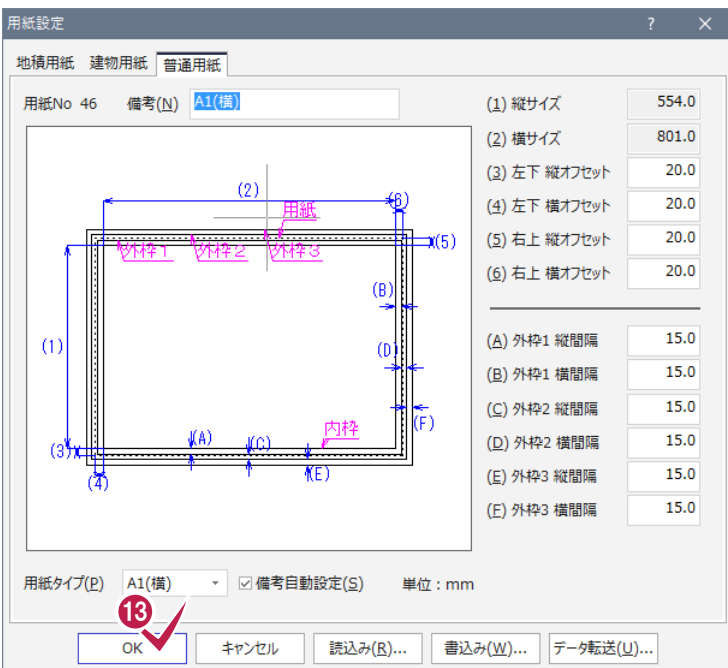 用紙設定 ? ×
地積用紙 建物用紙 普通用紙
用紙No 46 備考(N) A1(横)
(1) 縦サイズ 554.0
(2) 横サイズ 801.0
(3) 左下 縦オフセット 20.0
(4) 左下 横オフセット 20.0
(5) 右上 縦オフセット 20.0
(6) 右上 横オフセット 20.0
(2)
(6)
用紙
外枠1 外枠2 外枠3
(5)
(B)
(1)
(D)
(F)
内枠
(A)
(C)
(3)
(E)
(4)
(A) 外枠1 縦間隔 15.0
(B) 外枠1 横間隔 15.0
(C) 外枠2 縦間隔 15.0
(D) 外枠2 横間隔 15.0
(E) 外枠3 縦間隔 15.0
(F) 外枠3 横間隔 15.0
用紙タイプ(P) A1(横) 備考自動設定(S) 単位：mm
13
OK キャンセル 読込み(R)... 書込み(W)... データ転送(U)...